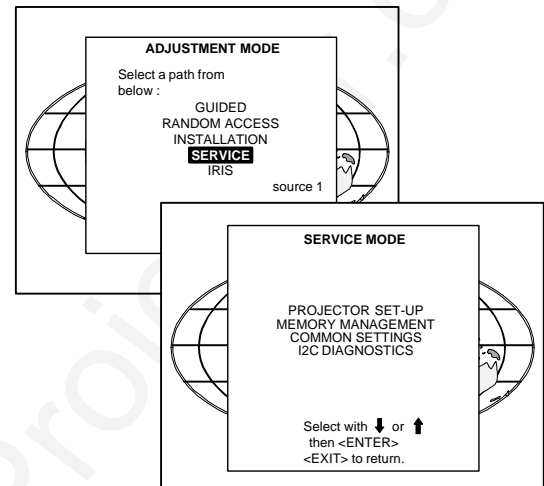 ADJUSTMENT MODE
Select a path from
below :
GUIDED
RANDOM ACCESS
INSTALLATION
SERVICE
IRIS
source 1
SERVICE MODE
PROJECTOR SET-UP
MEMORY MANAGEMENT
COMMON SETTINGS
I2C DIAGNOSTICS
Select with ⬇ or ⬆
then <ENTER>
<EXIT> to return.